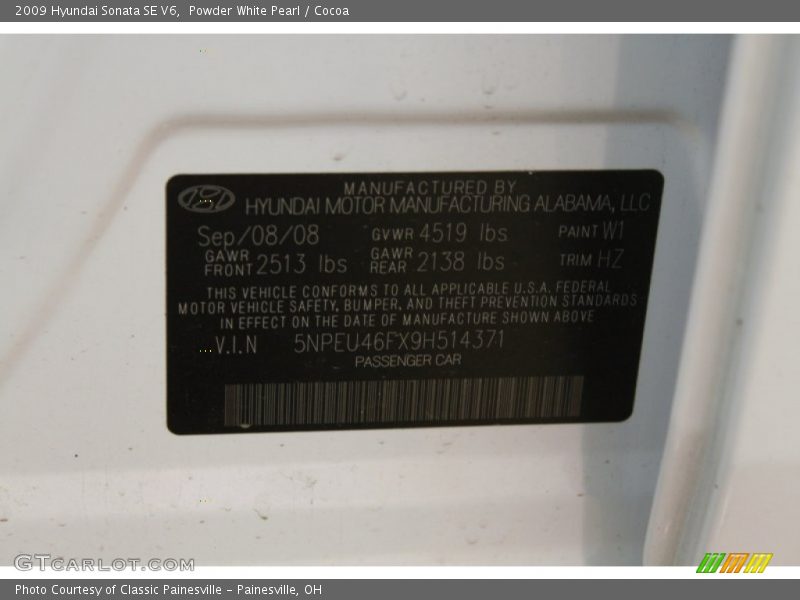 2009 Hyundai Sonata SE V6, Powder White Pearl / Cocoa
MANUFACTURED BY
HYUNDAI MOTOR MANUFACTURING ALABAMA, LLC
Sep/08/08 GVWR 4519 lbs PAINT W1
GAWR FRONT 2513 lbs GAWR REAR 2138 lbs TRIM HZ
THIS VEHICLE CONFORMS TO ALL APPLICABLE U.S.A. FEDERAL
MOTOR VEHICLE SAFETY, BUMPER, AND THEFT PREVENTION STANDARDS
IN EFFECT ON THE DATE OF MANUFACTURE SHOWN ABOVE
V.I.N 5NPEU46FX9H514371
PASSENGER CAR
GTCARLOT.COM
Photo Courtesy of Classic Painesville - Painesville, OH